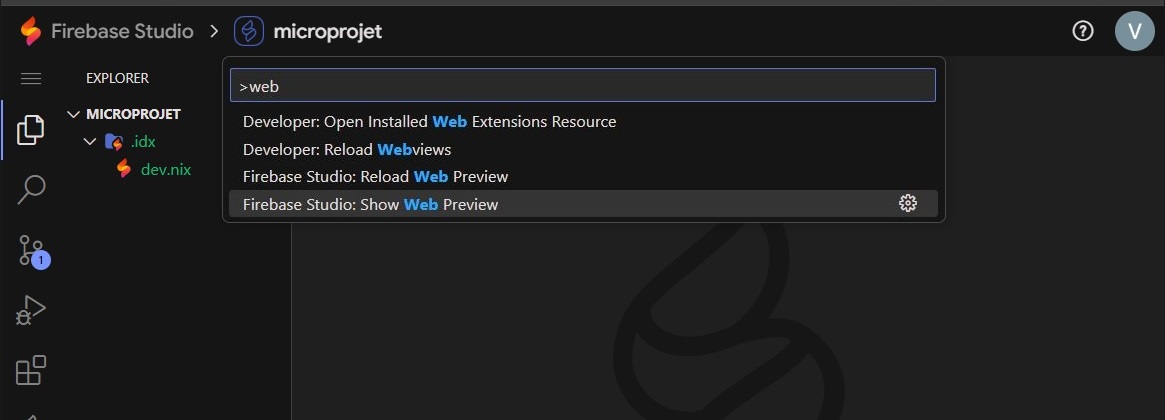 Firebase Studio > microprojet
V
EXPLORER
>web
MICROPROJET
.idx
dev.nix
Developer: Open Installed Web Extensions Resource
Developer: Reload Webviews
Firebase Studio: Reload Web Preview
Firebase Studio: Show Web Preview
1